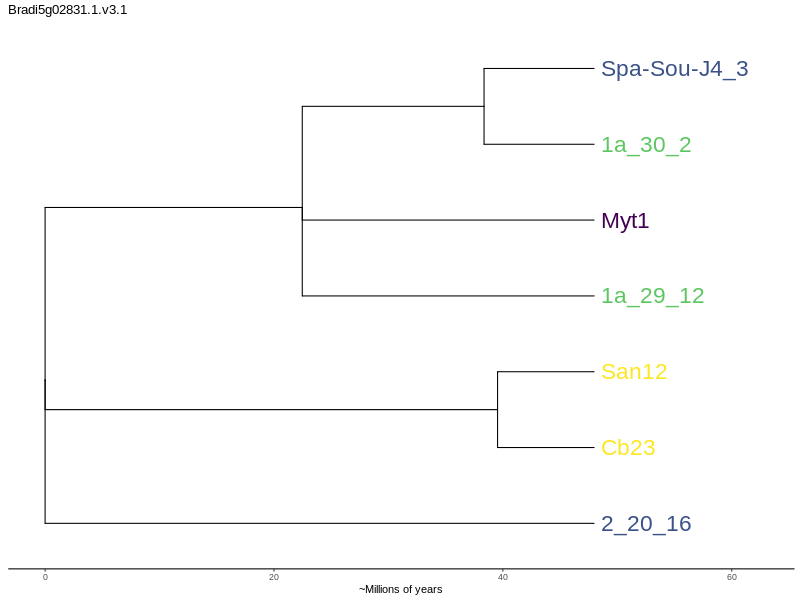 Bradi5g02831.1.v3.1
Spa-Sou-J4_3
1a_30_2
Myt1
1a_29_12
San12
Cb23
2_20_16
0 20 40 60
~Millions of years